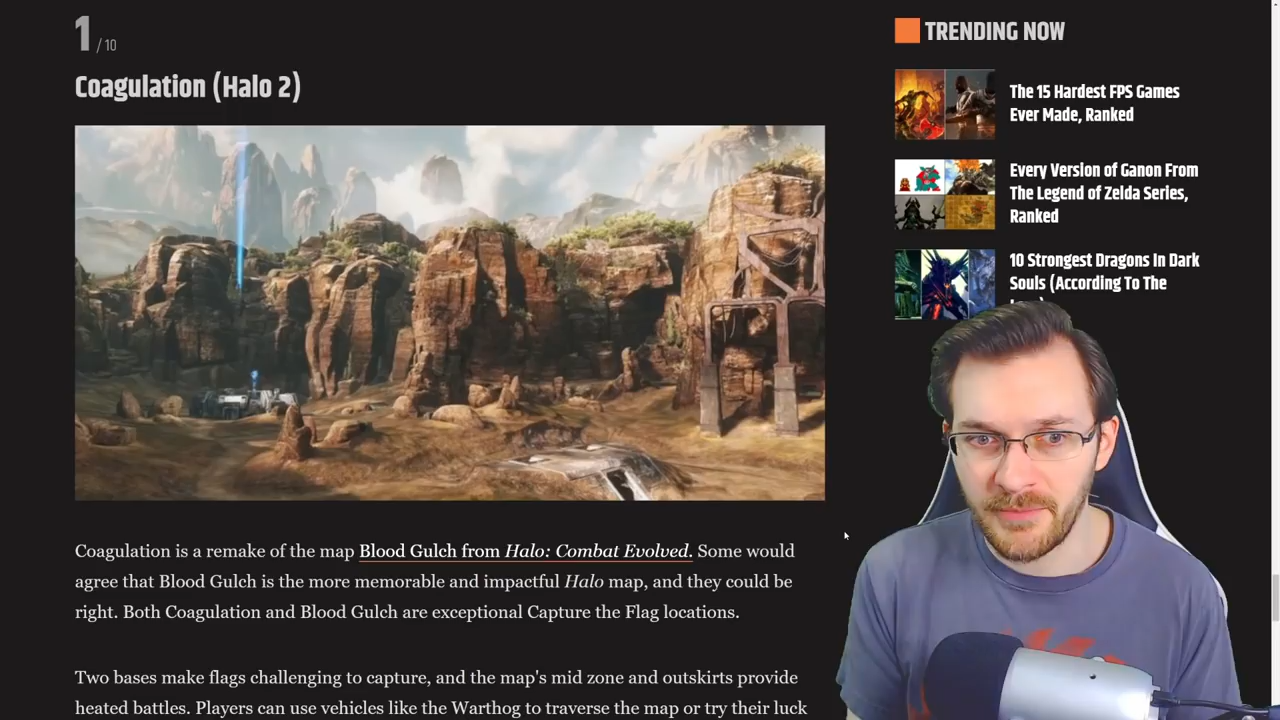 1 / 10
Coagulation (Halo 2)
Coagulation is a remake of the map Blood Gulch from Halo: Combat Evolved. Some would
agree that Blood Gulch is the more memorable and impactful Halo map, and they could be
right. Both Coagulation and Blood Gulch are exceptional Capture the Flag locations.
Two bases make flags challenging to capture, and the map's mid zone and outskirts provide
heated battles. Players can use vehicles like the Warthog to traverse the map or try their luck
TRENDING NOW
The 15 Hardest FPS Games
Ever Made, Ranked
Every Version of Ganon From
The Legend of Zelda Series,
Ranked
10 Strongest Dragons In Dark
Souls (According To The